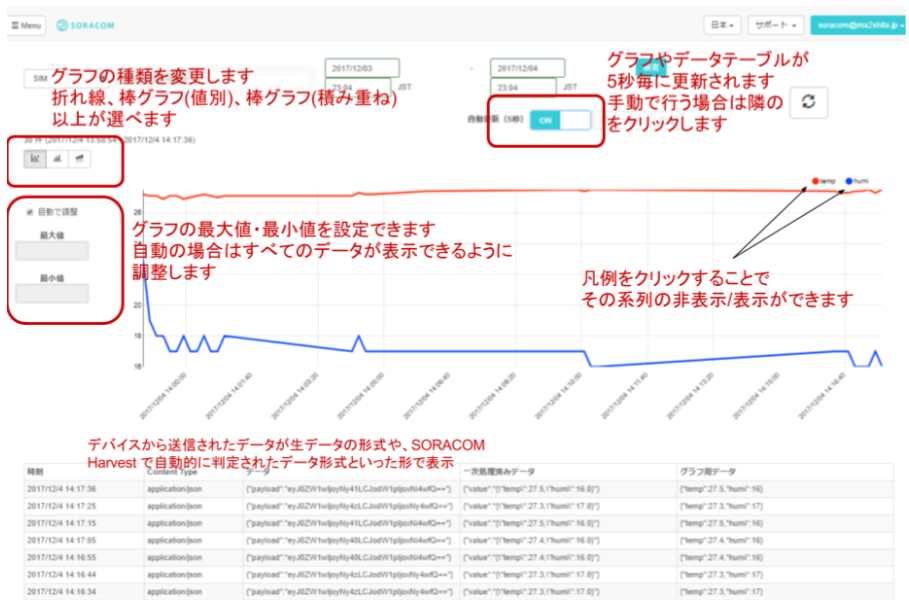 Menu
SORACOM
日本
サポート
soracom@ma2shita.jp
SIM
2017/12/03
-
2017/12/04
23:04
JST
23:04
JST
グラフの種類を変更します
折れ線、棒グラフ(値別)、棒グラフ(積み重ね)
以上が選べます
グラフやデータテーブルが
5秒毎に更新されます
手動で行う場合は隣の
をクリックします
自動更新 (5秒)
ON
2017/12/4 14:17:36)
temp
humi
自動で調整
最大値
最小値
グラフの最大値・最小値を設定できます
自動の場合はすべてのデータが表示できるように
調整します
凡例をクリックすることで
その系列の非表示/表示ができます
28
20
18
16
2017/12/04 14:00:00
2017/12/04 14:01:40
2017/12/04 14:03:20
2017/12/04 14:05:00
2017/12/04 14:06:40
2017/12/04 14:08:20
2017/12/04 14:10:00
2017/12/04 14:11:40
2017/12/04 14:13:20
2017/12/04 14:15:00
2017/12/04 14:16:40
デバイスから送信されたデータが生データの形式や、SORACOM
Harvest で自動的に判定されたデータ形式といった形で表示
時刻 Content Type データ 一次処理済みデータ グラフ用データ
2017/12/4 14:17:36 application/json {"value":"{\"temp\":27.5,\"humi\":16.0}"} {"temp":27.5,"humi":16}
2017/12/4 14:17:25 application/json {"value":"{\"temp\":27.3,\"humi\":17.0}"} {"temp":27.3,"humi":17}
2017/12/4 14:17:15 application/json {"value":"{\"temp\":27.5,\"humi\":16.0}"} {"temp":27.5,"humi":16}
2017/12/4 14:17:05 application/json {"value":"{\"temp\":27.4,\"humi\":16.0}"} {"temp":27.4,"humi":16}
2017/12/4 14:16:55 application/json {"value":"{\"temp\":27.4,\"humi\":16.0}"} {"temp":27.4,"humi":16}
2017/12/4 14:16:44 application/json {"value":"{\"temp\":27.3,\"humi\":17.0}"} {"temp":27.3,"humi":17}
2017/12/4 14:16:34 application/json {"value":"{\"temp\":27.3,\"humi\":17.0}"} {"temp":27.3,"humi":17}